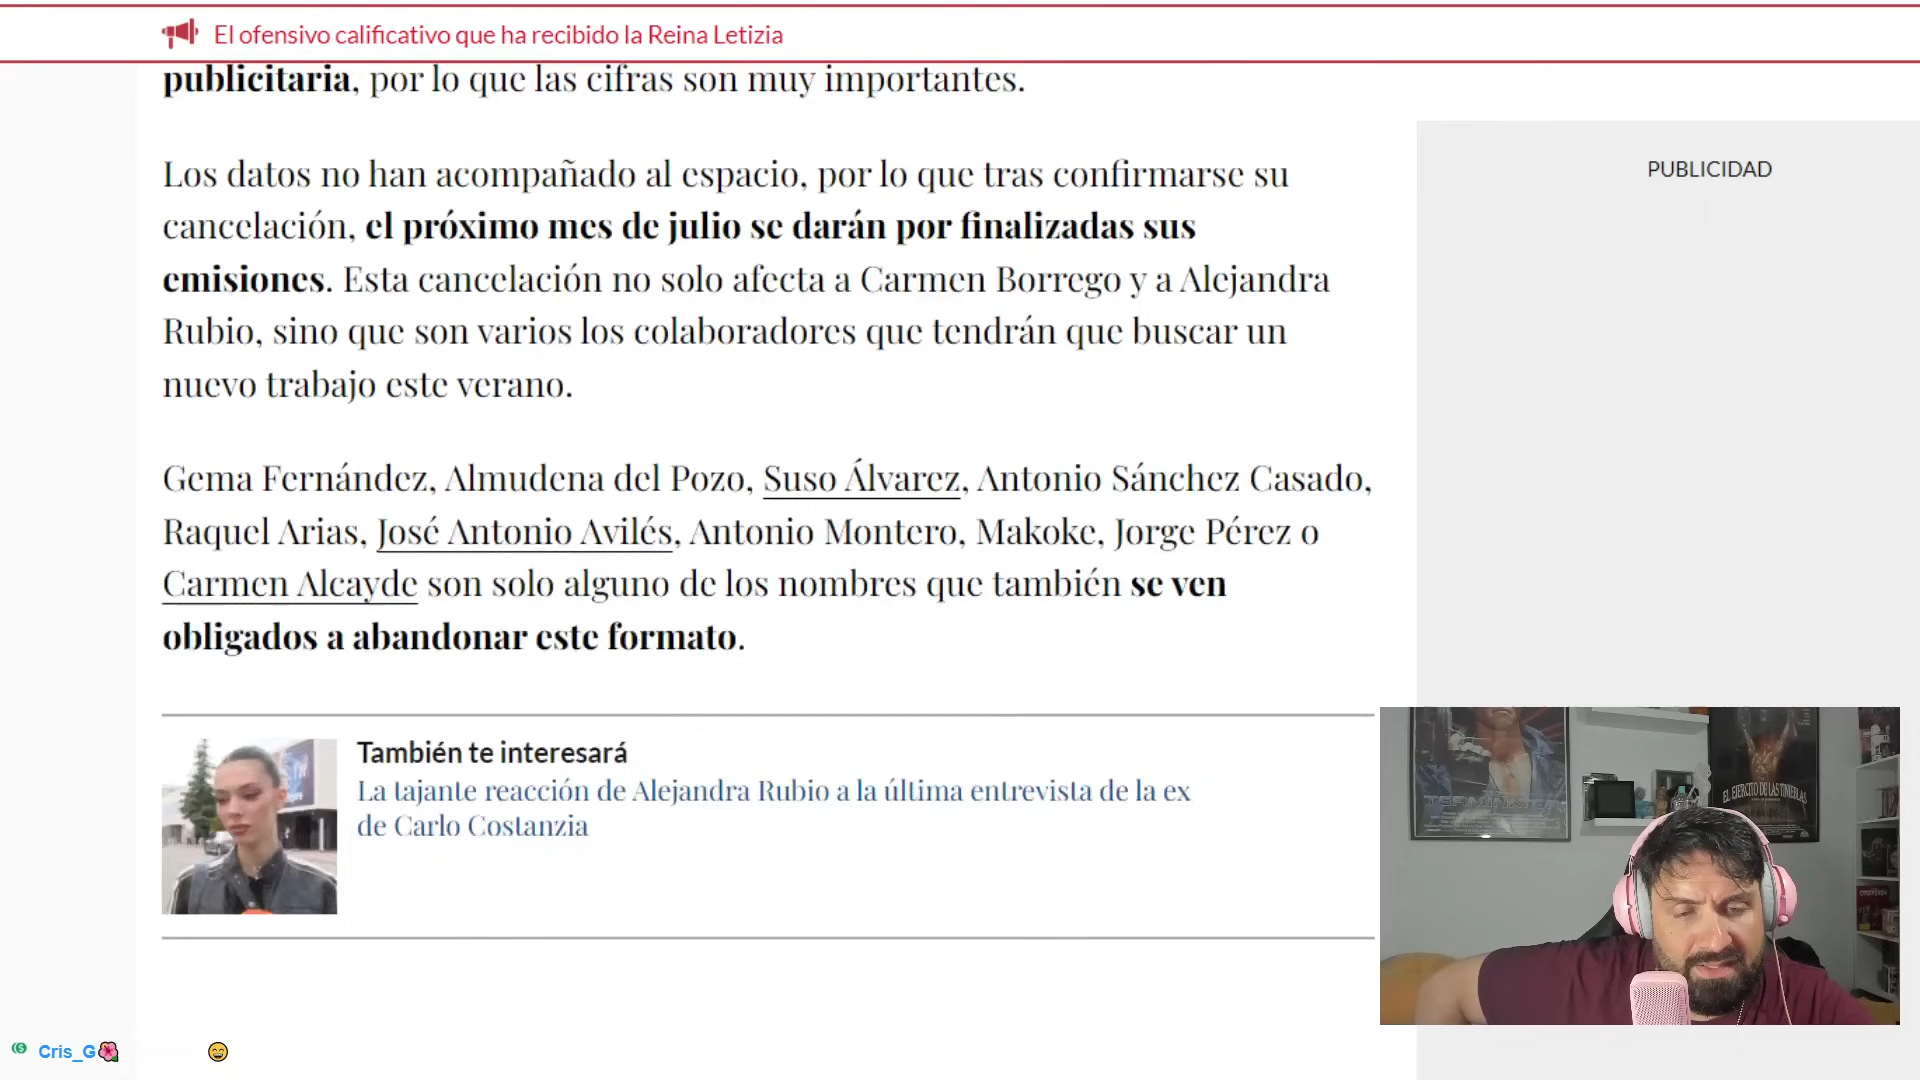 El ofensivo calificativo que ha recibido la Reina Letizia
publicitaria, por lo que las cifras son muy importantes.
PUBLICIDAD
Los datos no han acompañado al espacio, por lo que tras confirmarse su
cancelación, el próximo mes de julio se darán por finalizadas sus
emisiones. Esta cancelación no solo afecta a Carmen Borrego y a Alejandra
Rubio, sino que son varios los colaboradores que tendrán que buscar un
nuevo trabajo este verano.
Gema Fernández, Almudena del Pozo, Suso Álvarez, Antonio Sánchez Casado,
Raquel Arias, José Antonio Avilés, Antonio Montero, Makoke, Jorge Pérez o
Carmen Alcayde son solo alguno de los nombres que también se ven
obligados a abandonar este formato.
También te interesará
La tajante reacción de Alejandra Rubio a la última entrevista de la ex
de Carlo Costanzia
EL EJERCITO DE LAS TINIEBLAS
Cris_G